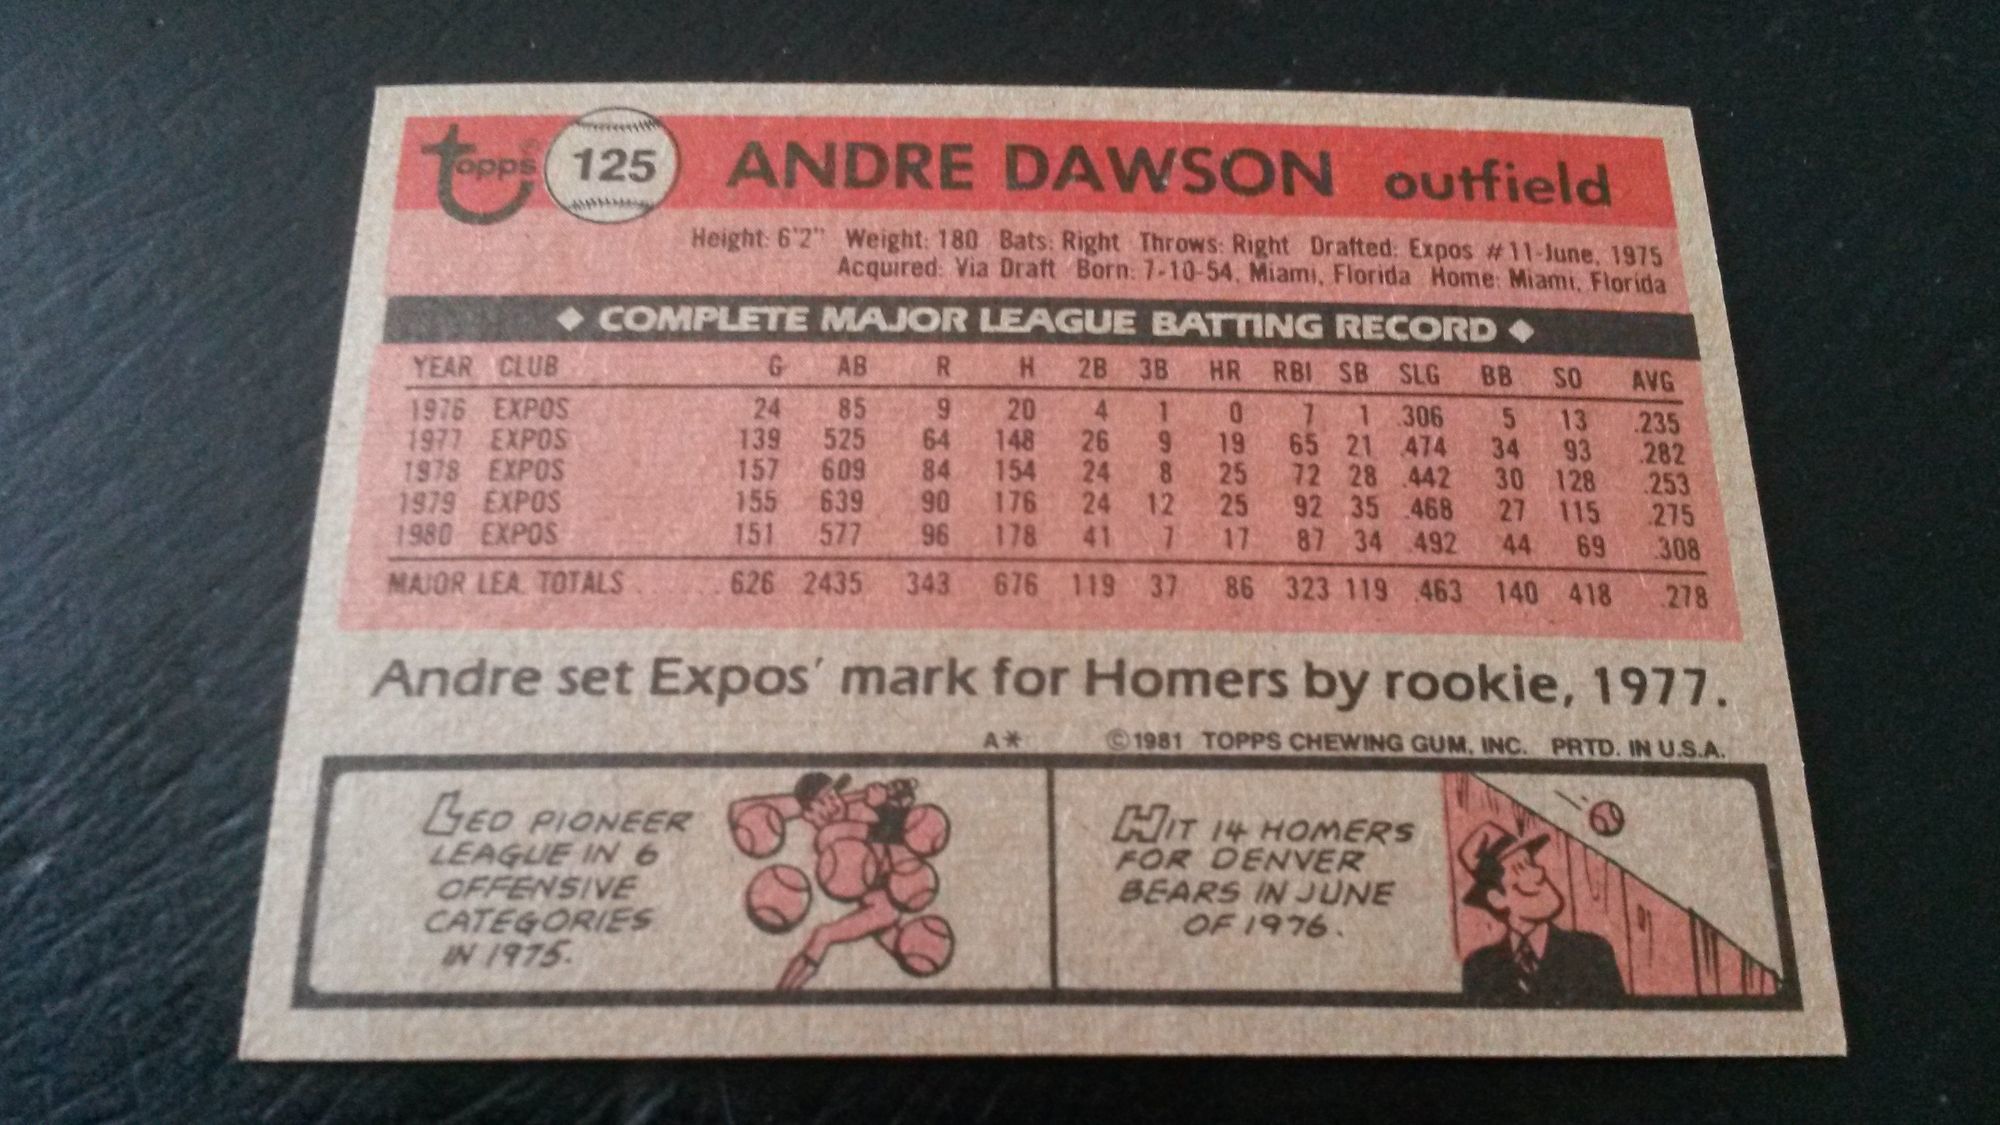 topps® 125 ANDRE DAWSON outfield
Height: 6'2" Weight: 180 Bats: Right Throws: Right Drafted: Expos #11-June, 1975
Acquired: Via Draft Born: 7-10-54, Miami, Florida Home: Miami, Florida
◆ COMPLETE MAJOR LEAGUE BATTING RECORD ◆
YEAR CLUB G AB R H 2B 3B HR RBI SB SLG BB SO AVG
1976 EXPOS 24 85 9 20 4 1 0 7 1 .306 5 13 .235
1977 EXPOS 139 525 64 148 26 9 19 65 21 .474 34 93 .282
1978 EXPOS 157 609 84 154 24 8 25 72 28 .442 30 128 .253
1979 EXPOS 155 639 90 176 24 12 25 92 35 .468 27 115 .275
1980 EXPOS 151 577 96 178 41 7 17 87 34 .492 44 69 .308
MAJOR LEA. TOTALS . . . . . . 626 2435 343 676 119 37 86 323 119 .463 140 418 .278
Andre set Expos' mark for Homers by rookie, 1977.
A* ©1981 TOPPS CHEWING GUM, INC. PRTD. IN U.S.A.
LED PIONEER
LEAGUE IN 6
OFFENSIVE
CATEGORIES
IN 1975.
HIT 14 HOMERS
FOR DENVER
BEARS IN JUNE
OF 1976.